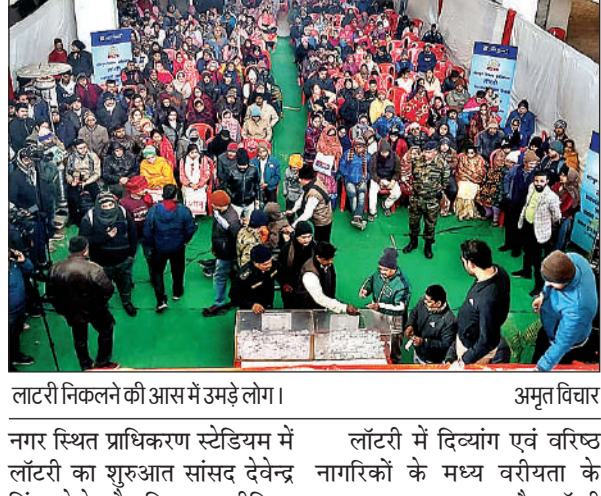 लाटरी निकलने की आस में उमड़े लोग।
अमृत विचार
नगर स्थित प्राधिकरण स्टेडियम में
लॉटरी का शुरुआत सांसद देवेन्द्र
लॉटरी में दिव्यांग एवं वरिष्ठ
नागरिकों के मध्य वरीयता के